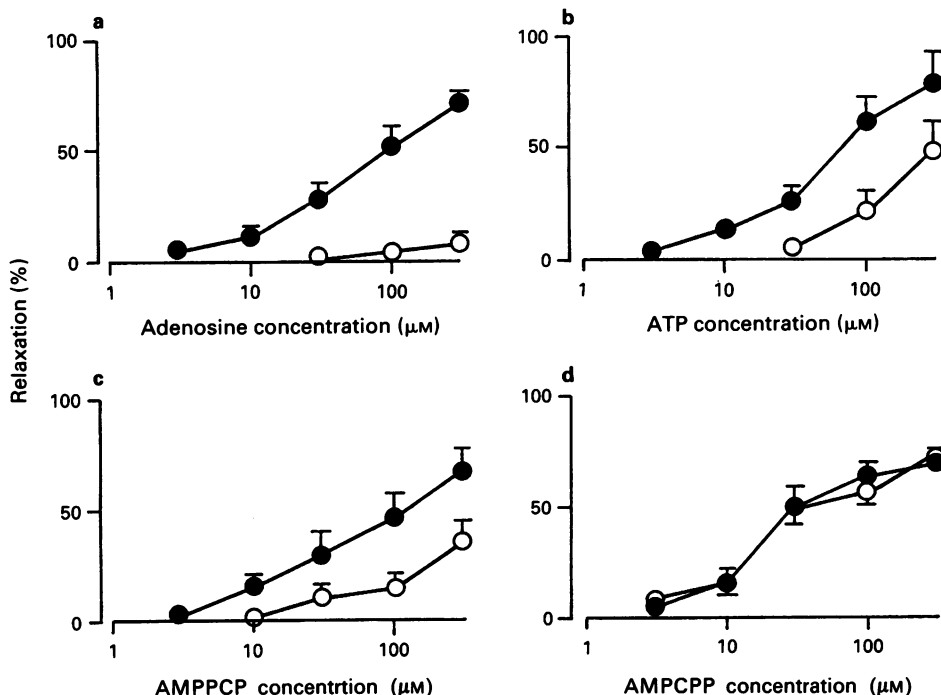 a
100
50
0
1
10
100
Adenosine concentration (μM)
b
100
50
0
1
10
100
ATP concentration (μM)
Relaxation (%)
c
100
50
0
1
10
100
AMPPCP concentrtion (μM)
d
100
50
0
1
10
100
AMPCPP concentration (μM)